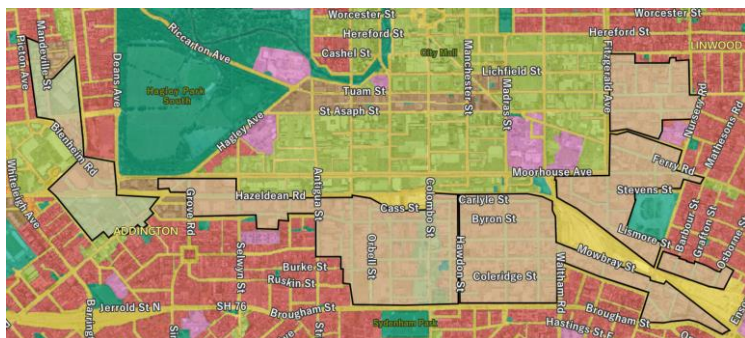 Worcester St
Worcester St
Hereford St
Hereford St
LINWOOD
Picton Ave
Mandeville St
Deans Ave
Riccarton Ave
Cashel St
City Mall
Manchester St
Lichfield St
Fitzgerald Ave
Hagley Park
South
Tuam St
Madras St
St Asaph St
Nursery Rd
Mathesons Rd
Hagley Ave
Blenheim Rd
Whiteleigh Ave
Moorhouse Ave
Ferry Rd
Antigua St
Colombo St
Stevens St
Grove Rd
Hazeldean Rd
Cass St
Carlyle St
Byron St
ADDINGTON
Selwyn St
Orbell St
Hawdon St
Lismore St
Barbour St
Grafton St
Osborne St
Mowbray St
Burke St
Ruskin St
Coleridge St
Waltham Rd
Barring
Jerrold St N
SH 76
Brougham St
Brougham St
Sydenham Park
Hastings St E
Ens